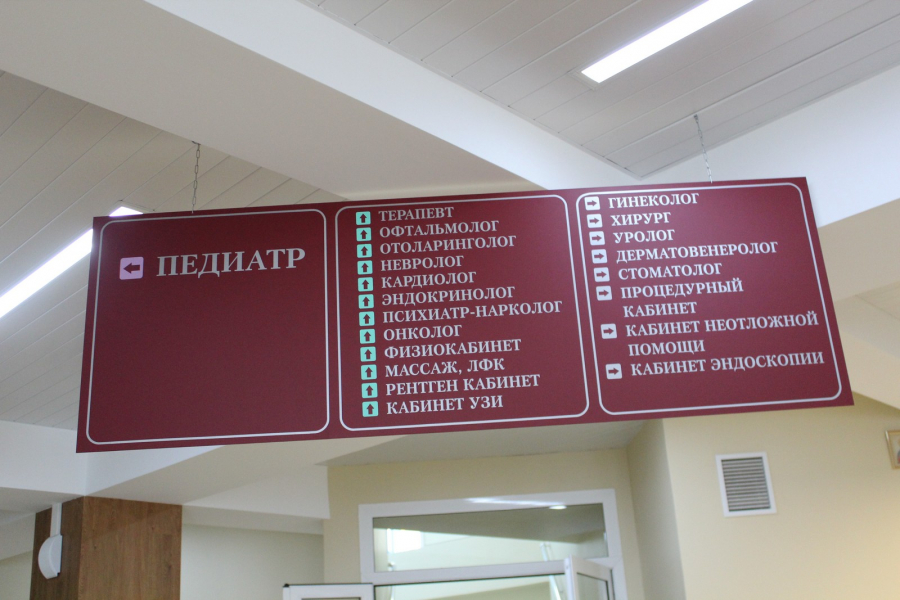 ПЕДИАТР
ТЕРАПЕВТ
ОФТАЛЬМОЛОГ
ОТОЛАРИНГОЛОГ
НЕВРОЛОГ
КАРДИОЛОГ
ЭНДОКРИНОЛОГ
ПСИХИАТР-НАРКОЛОГ
ОНКОЛОГ
ФИЗИОКАБИНЕТ
МАССАЖ, ЛФК
РЕНТГЕН КАБИНЕТ
КАБИНЕТ УЗИ
ГИНЕКОЛОГ
ХИРУРГ
УРОЛОГ
ДЕРМАТОВЕНЕРОЛОГ
СТОМАТОЛОГ
ПРОЦЕДУРНЫЙ
КАБИНЕТ
КАБИНЕТ НЕОТЛОЖНОЙ
ПОМОЩИ
КАБИНЕТ ЭНДОСКОПИИ